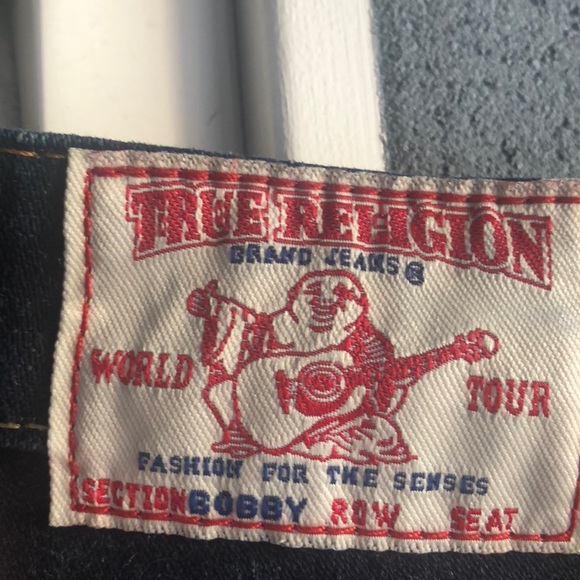 TRUE RELIGION
BRAND JEANS®
WORLD TOUR
FASHION FOR THE SENSES
SECTION BOBBY ROW SEAT